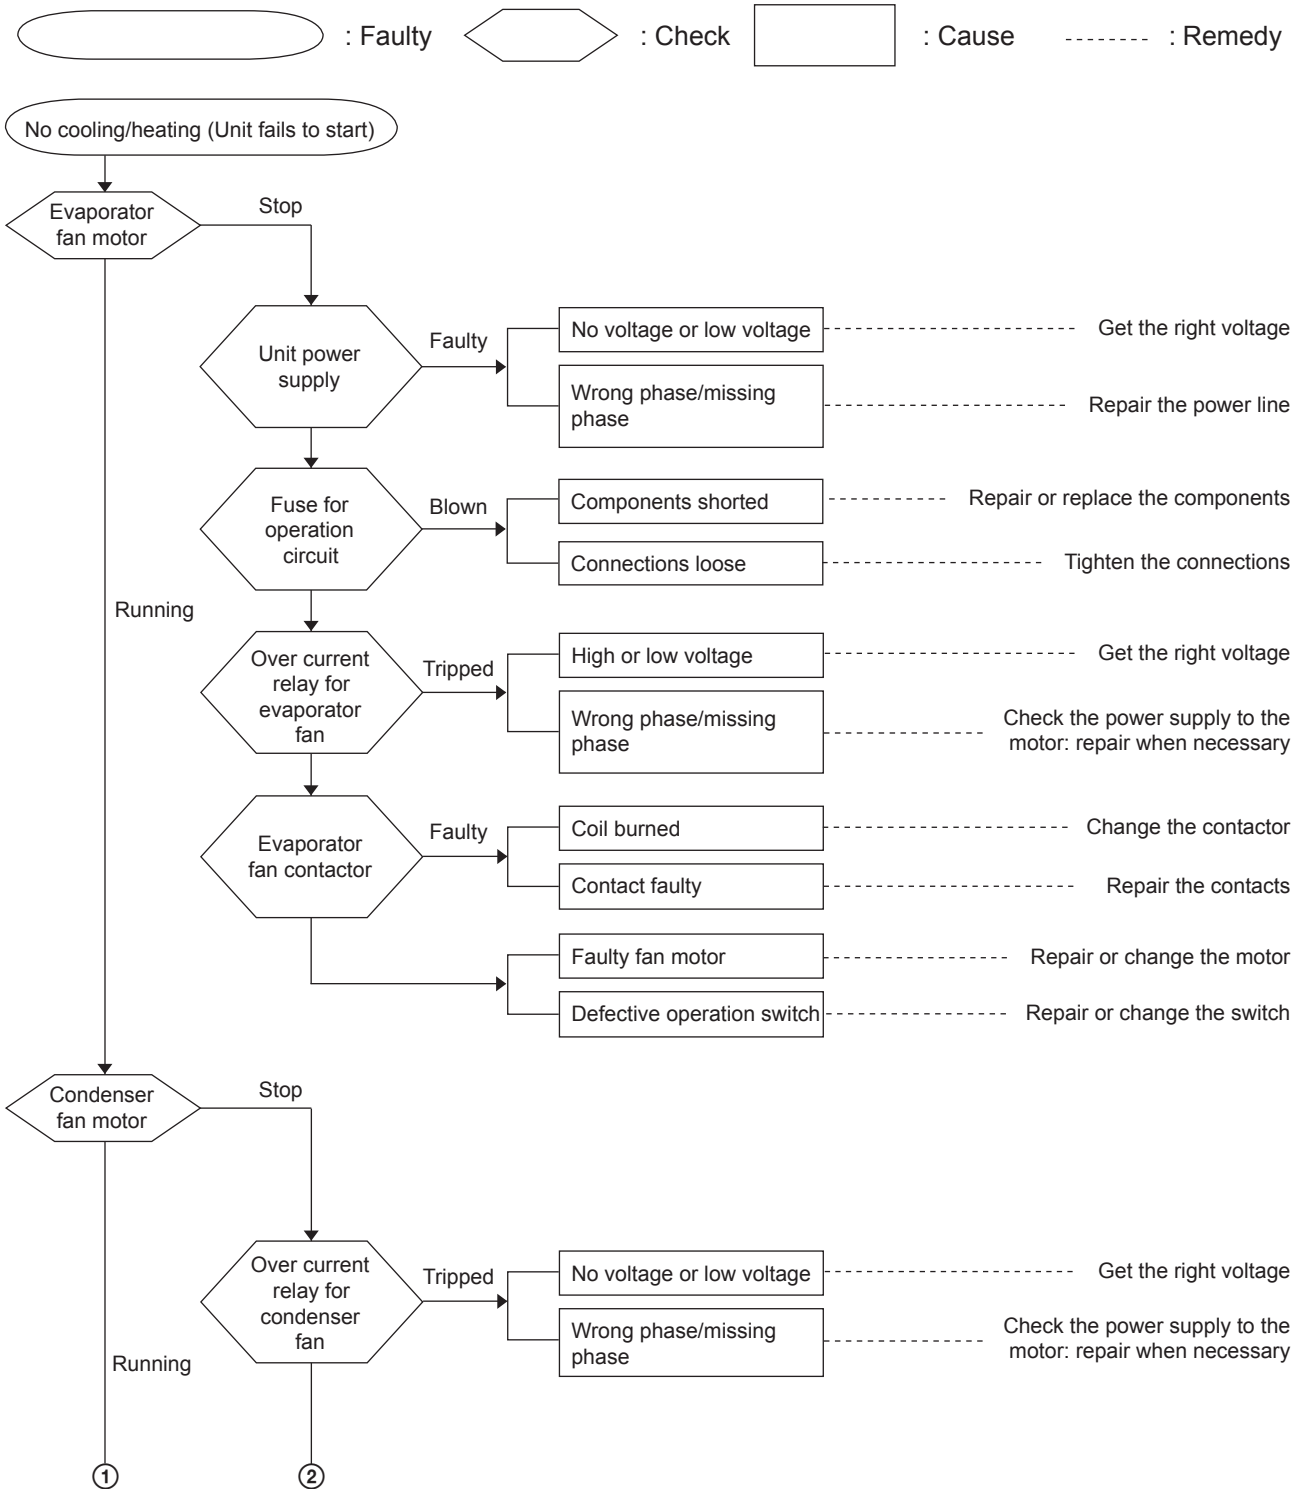 : Faulty
: Check
: Cause
: Remedy
No cooling/heating (Unit fails to start)
Evaporator
fan motor
Stop
Unit power
supply
Faulty
No voltage or low voltage
Get the right voltage
Wrong phase/missing
phase
Repair the power line
Fuse for
operation
circuit
Blown
Components shorted
Repair or replace the components
Connections loose
Tighten the connections
Running
Over current
relay for
evaporator
fan
Tripped
High or low voltage
Get the right voltage
Wrong phase/missing
phase
Check the power supply to the
motor: repair when necessary
Evaporator
fan contactor
Faulty
Coil burned
Change the contactor
Contact faulty
Repair the contacts
Faulty fan motor
Repair or change the motor
Defective operation switch
Repair or change the switch
Condenser
fan motor
Stop
Over current
relay for
condenser
fan
Tripped
No voltage or low voltage
Get the right voltage
Wrong phase/missing
phase
Check the power supply to the
motor: repair when necessary
Running
1
2